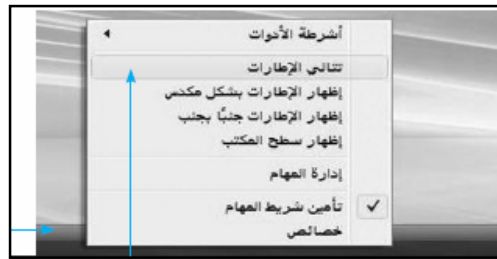 أشرطة الأدوات
تتالي الإطارات
إظهار الإطارات بشكل مكدس
إظهار الإطارات جنبًا بجنب
إظهار سطح المكتب
إدارة المهام
تأمين شريط المهام
خصائص